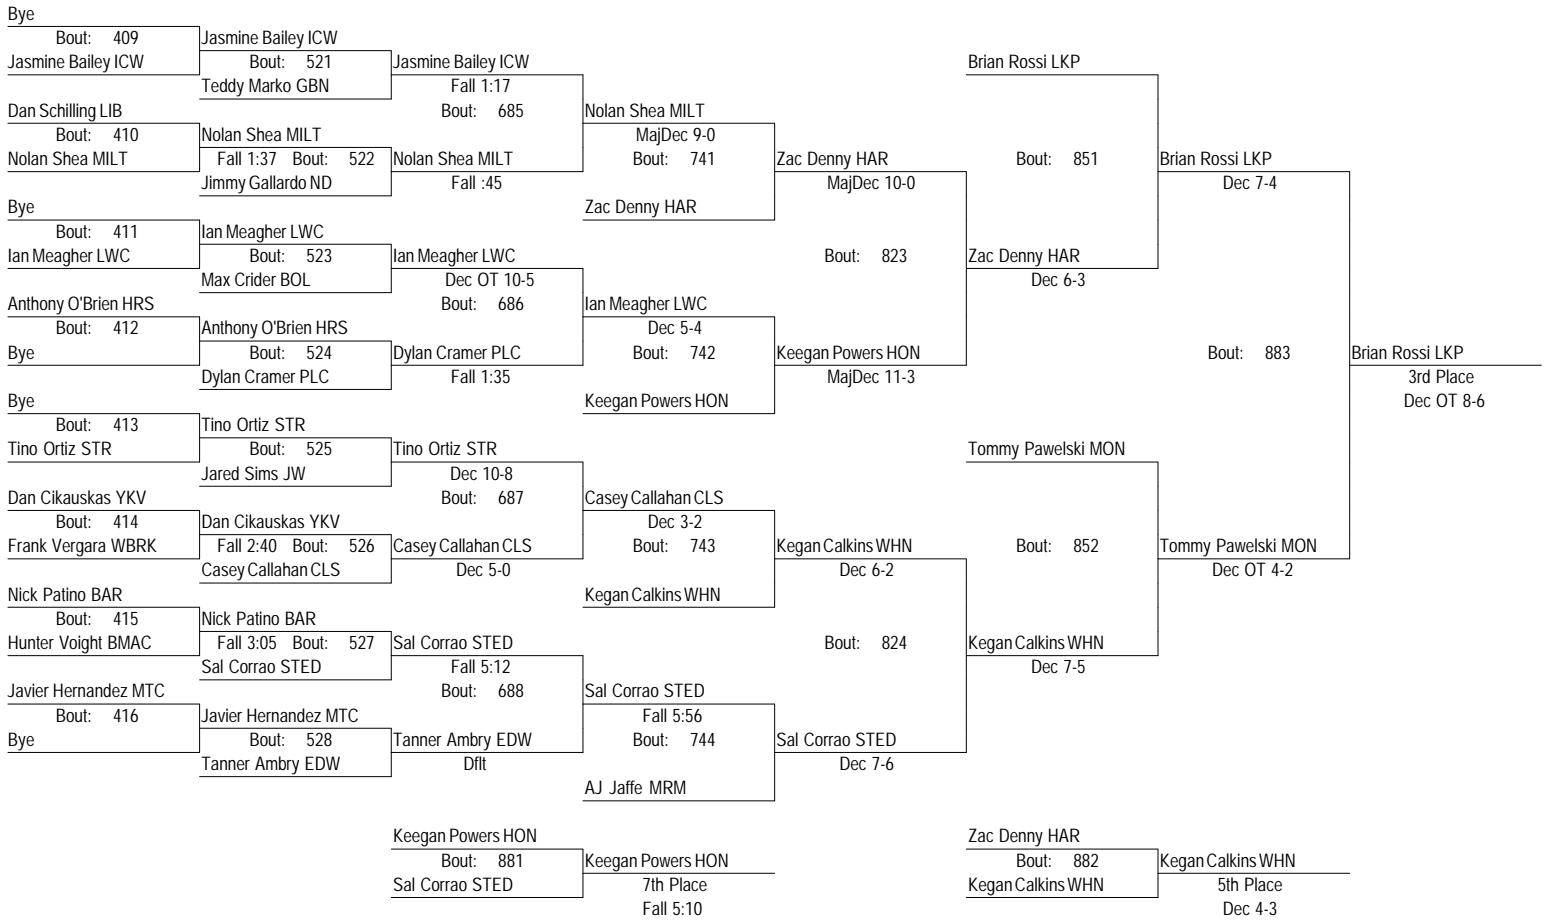 Bye
Bout: 409 Jasmine Bailey ICW
Jasmine Bailey ICW Bout: 521 Jasmine Bailey ICW Brian Rossi LKP
Teddy Marko GBN Fall 1:17
Dan Schilling LIB Bout: 685 Nolan Shea MILT
Bout: 410 Nolan Shea MILT MajDec 9-0
Nolan Shea MILT Fall 1:37 Bout: 522 Nolan Shea MILT Bout: 741 Zac Denny HAR Bout: 851 Brian Rossi LKP
Jimmy Gallardo ND Fall :45 MajDec 10-0 Dec 7-4
Bye Zac Denny HAR
Bout: 411 Ian Meagher LWC
Ian Meagher LWC Bout: 523 Ian Meagher LWC Bout: 823 Zac Denny HAR
Max Crider BOL Dec OT 10-5 Dec 6-3
Anthony O'Brien HRS Bout: 686 Ian Meagher LWC
Bout: 412 Anthony O'Brien HRS Dec 5-4
Bye Bout: 524 Dylan Cramer PLC Bout: 742 Keegan Powers HON Bout: 883 Brian Rossi LKP
Dylan Cramer PLC Fall 1:35 MajDec 11-3 3rd Place
Bye Keegan Powers HON Dec OT 8-6
Bout: 413 Tino Ortiz STR
Tino Ortiz STR Bout: 525 Tino Ortiz STR Tommy Pawelski MON
Jared Sims JW Dec 10-8
Dan Cikauskas YKV Bout: 687 Casey Callahan CLS
Bout: 414 Dan Cikauskas YKV Dec 3-2
Frank Vergara WBRK Fall 2:40 Bout: 526 Casey Callahan CLS Bout: 743 Kegan Calkins WHN Bout: 852 Tommy Pawelski MON
Casey Callahan CLS Dec 5-0 Dec 6-2 Dec OT 4-2
Nick Patino BAR Kegan Calkins WHN
Bout: 415 Nick Patino BAR
Hunter Voight BMAC Fall 3:05 Bout: 527 Sal Corrao STED Bout: 824 Kegan Calkins WHN
Sal Corrao STED Fall 5:12 Dec 7-5
Javier Hernandez MTC Bout: 688 Sal Corrao STED
Bout: 416 Javier Hernandez MTC Fall 5:56
Bye Bout: 528 Tanner Ambry EDW Bout: 744 Sal Corrao STED
Tanner Ambry EDW Dflt Dec 7-6
AJ Jaffe MRM
Keegan Powers HON Zac Denny HAR
Bout: 881 Keegan Powers HON Bout: 882 Kegan Calkins WHN
Sal Corrao STED 7th Place Kegan Calkins WHN 5th Place
Fall 5:10 Dec 4-3